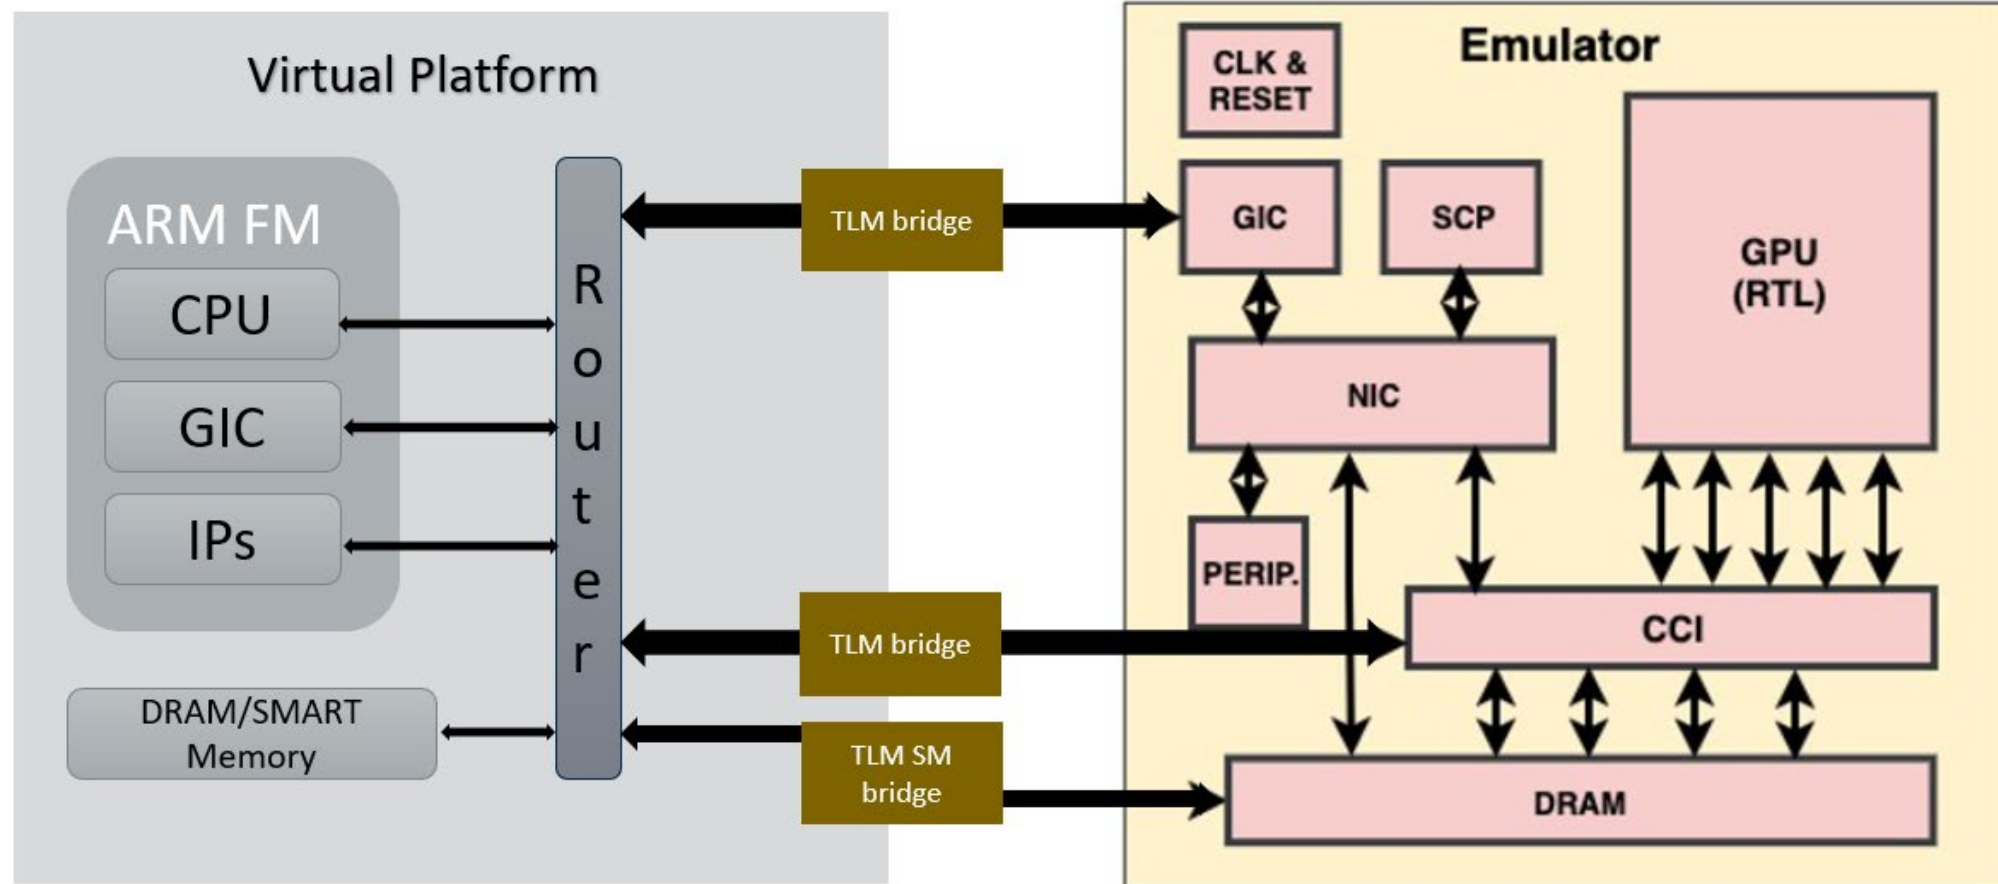 Virtual Platform
ARM FM
CPU
GIC
IPs
DRAM/SMART
Memory
Router
TLM bridge
TLM bridge
TLM SM
bridge
Emulator
CLK &
RESET
GIC
SCP
GPU
(RTL)
NIC
PERIP.
CCI
DRAM